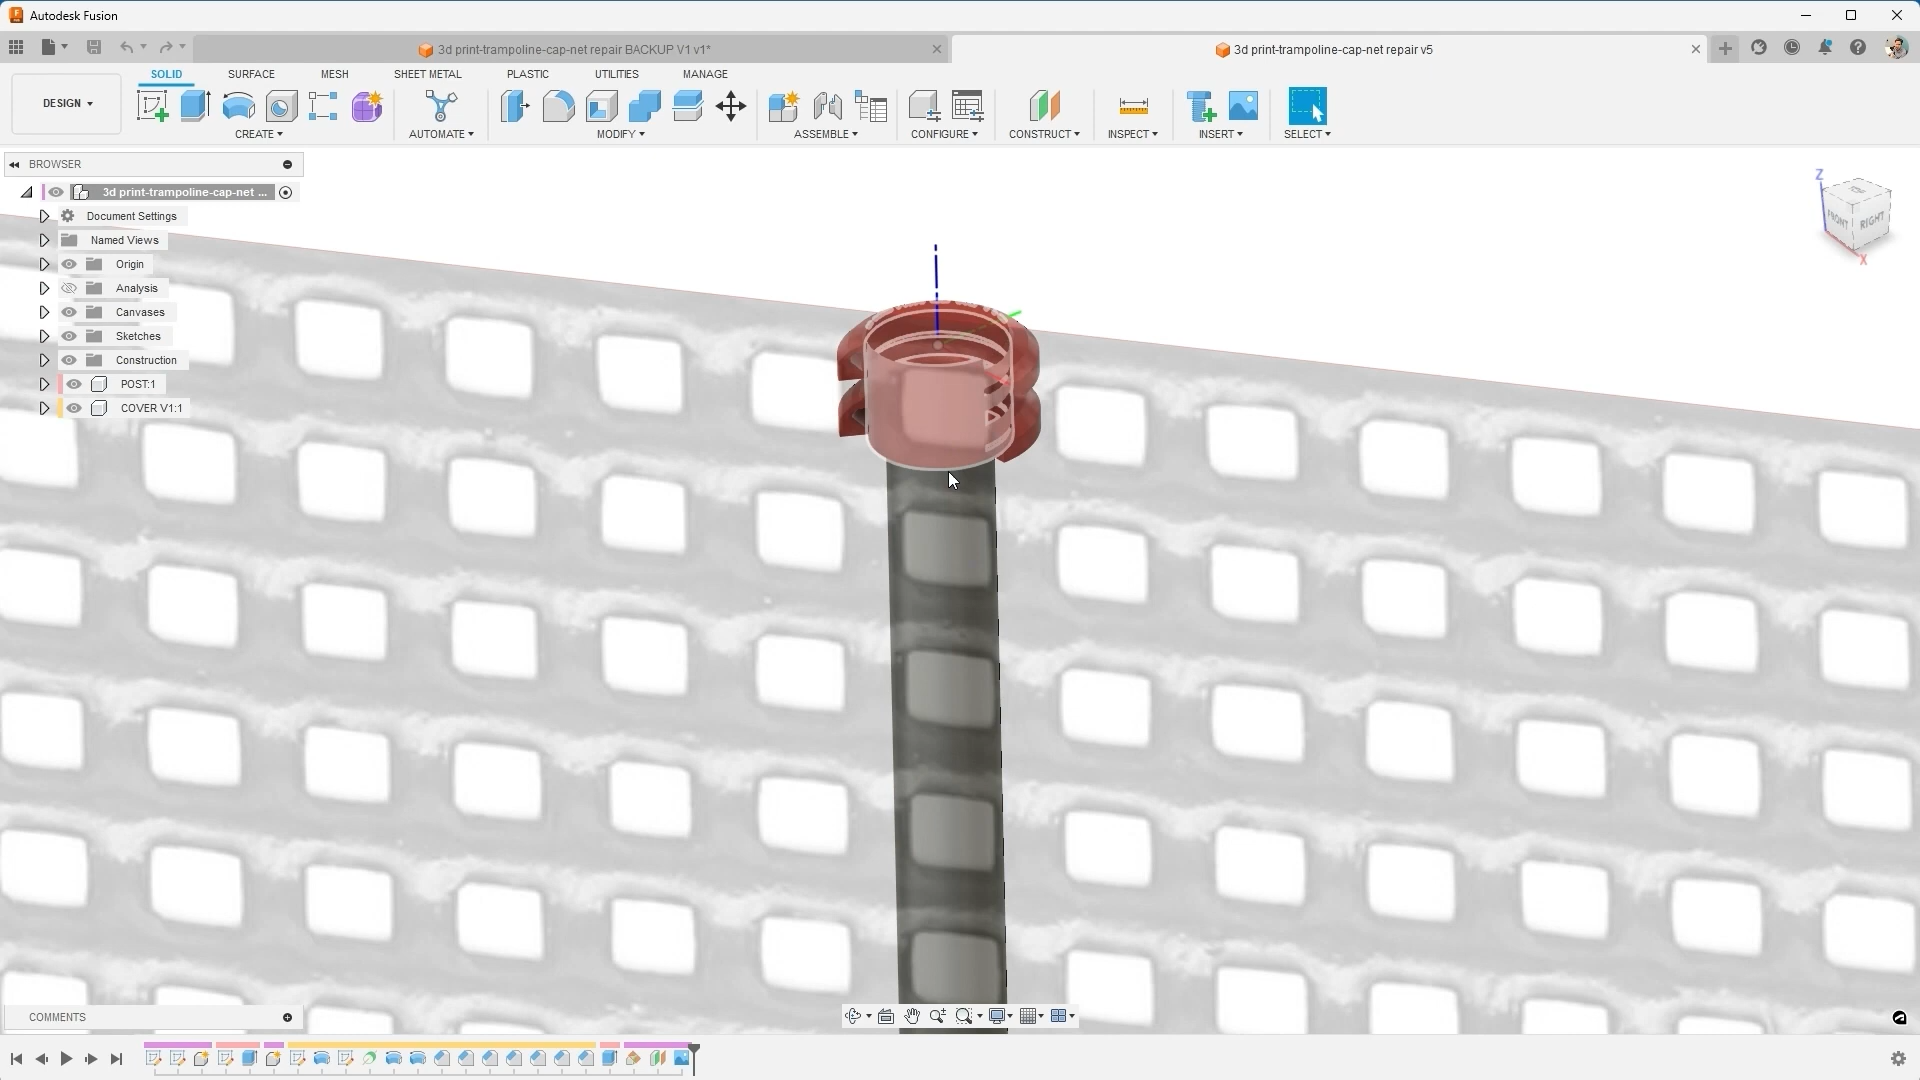 Autodesk Fusion
3d print-trampoline-cap-net repair BACKUP V1 v1*
3d print-trampoline-cap-net repair v5
DESIGN
SOLID
SURFACE
MESH
SHEET METAL
PLASTIC
UTILITIES
MANAGE
CREATE
AUTOMATE
MODIFY
ASSEMBLE
CONFIGURE
CONSTRUCT
INSPECT
INSERT
SELECT
BROWSER
3d print-trampoline-cap-net ...
Document Settings
Named Views
Origin
Analysis
Canvases
Sketches
Construction
POST:1
COVER V1:1
Z
FRONT
RIGHT
X
COMMENTS